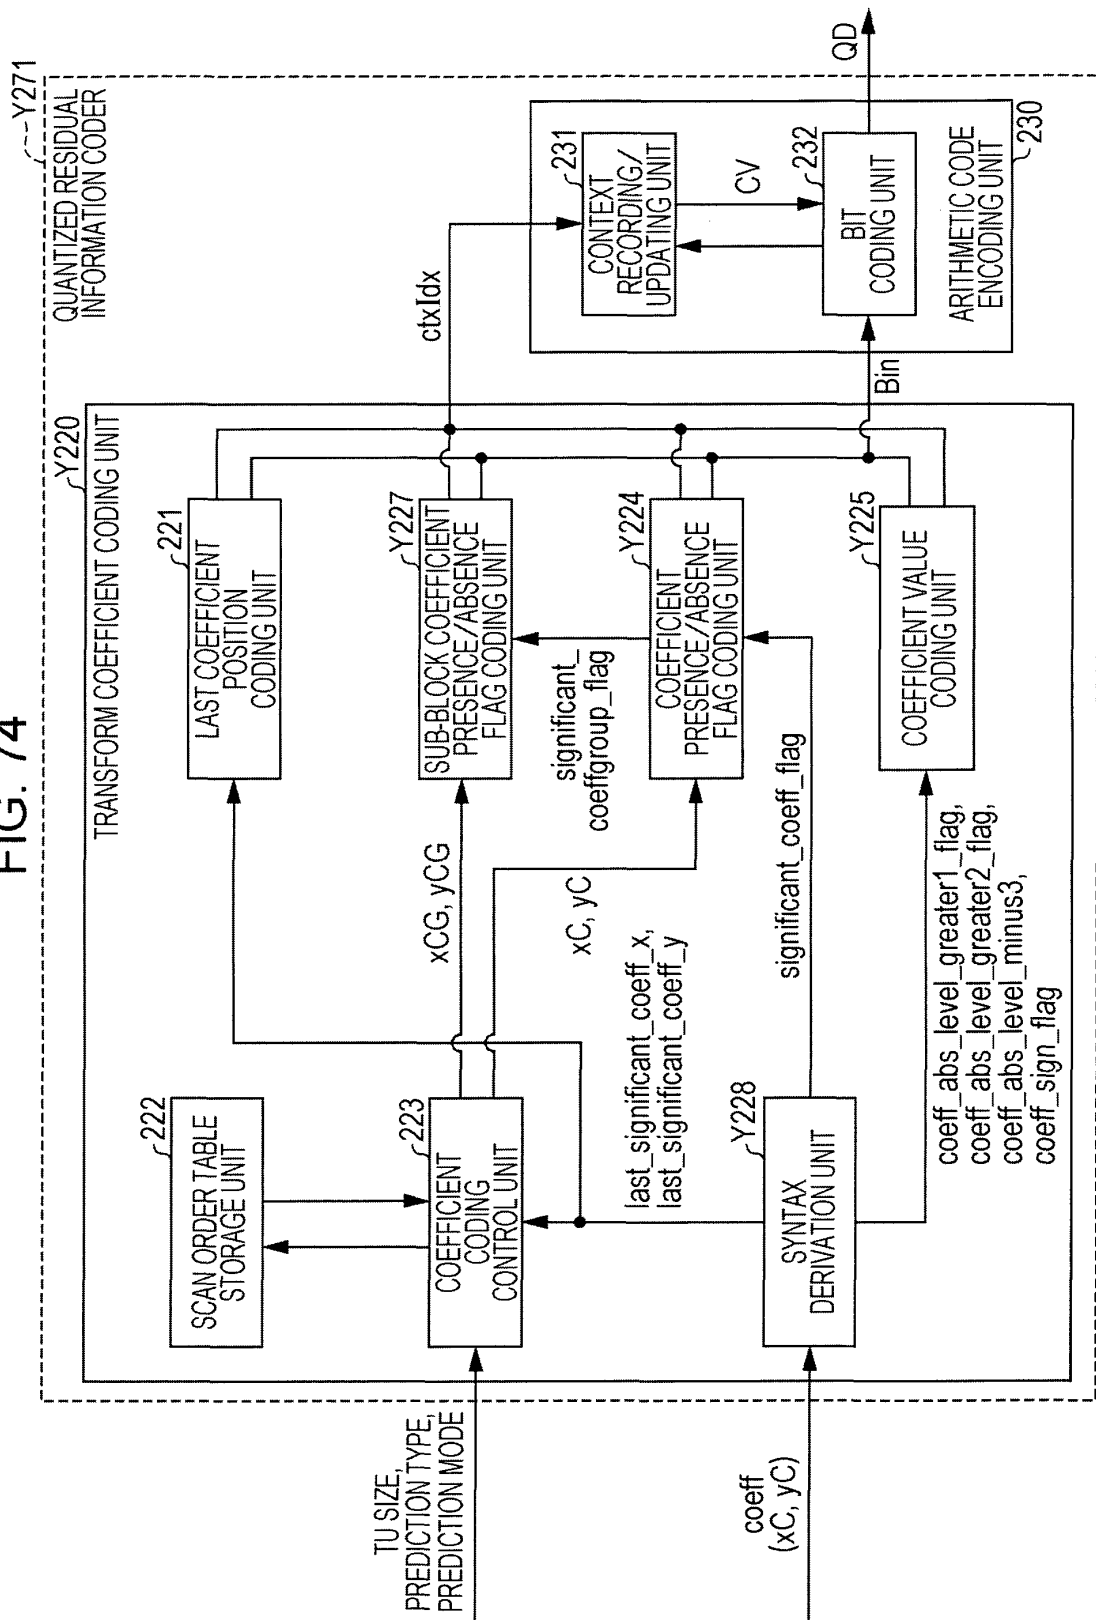 FIG. 74
Y271
QUANTIZED RESIDUAL
INFORMATION CODER
Y220
TRANSFORM COEFFICIENT CODING UNIT
222
SCAN ORDER TABLE
STORAGE UNIT
221
LAST COEFFICIENT
POSITION
CODING UNIT
TU SIZE,
PREDICTION TYPE,
PREDICTION MODE
223
COEFFICIENT
CODING
CONTROL UNIT
xCG, yCG
xC, yC
Y227
SUB-BLOCK COEFFICIENT
PRESENCE/ABSENCE
FLAG CODING UNIT
significant_
coeffgroup_flag
Y224
COEFFICIENT
PRESENCE/ABSENCE
FLAG CODING UNIT
last_significant_coeff_x,
last_significant_coeff_y
significant_coeff_flag
coeff
(xC, yC)
Y228
SYNTAX
DERIVATION UNIT
Y225
COEFFICIENT VALUE
CODING UNIT
coeff_abs_level_greater1_flag,
coeff_abs_level_greater2_flag,
coeff_abs_level_minus3,
coeff_sign_flag
ctxIdx
Bin
231
CONTEXT
RECORDING/
UPDATING UNIT
CV
232
BIT
CODING UNIT
ARITHMETIC CODE
ENCODING UNIT
230
QD